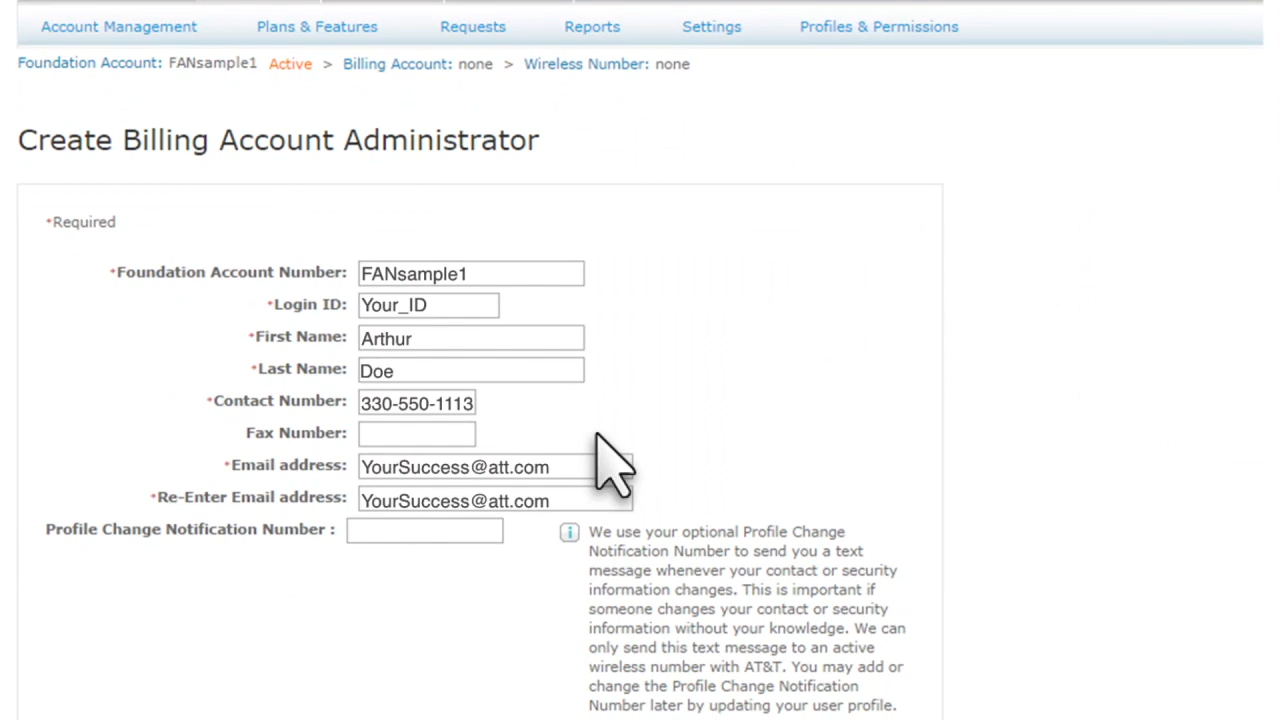 Account Management Plans & Features Requests Reports Settings Profiles & Permissions
Foundation Account: FANsample1 Active > Billing Account: none > Wireless Number: none
Create Billing Account Administrator
*Required
*Foundation Account Number: FANsample1
*Login ID: Your_ID
*First Name: Arthur
*Last Name: Doe
*Contact Number: 330-550-1113
Fax Number:
*Email address: YourSuccess@att.com
*Re-Enter Email address: YourSuccess@att.com
Profile Change Notification Number :
We use your optional Profile Change
Notification Number to send you a text
message whenever your contact or security
information changes. This is important if
someone changes your contact or security
information without your knowledge. We can
only send this text message to an active
wireless number with AT&T. You may add or
change the Profile Change Notification
Number later by updating your user profile.